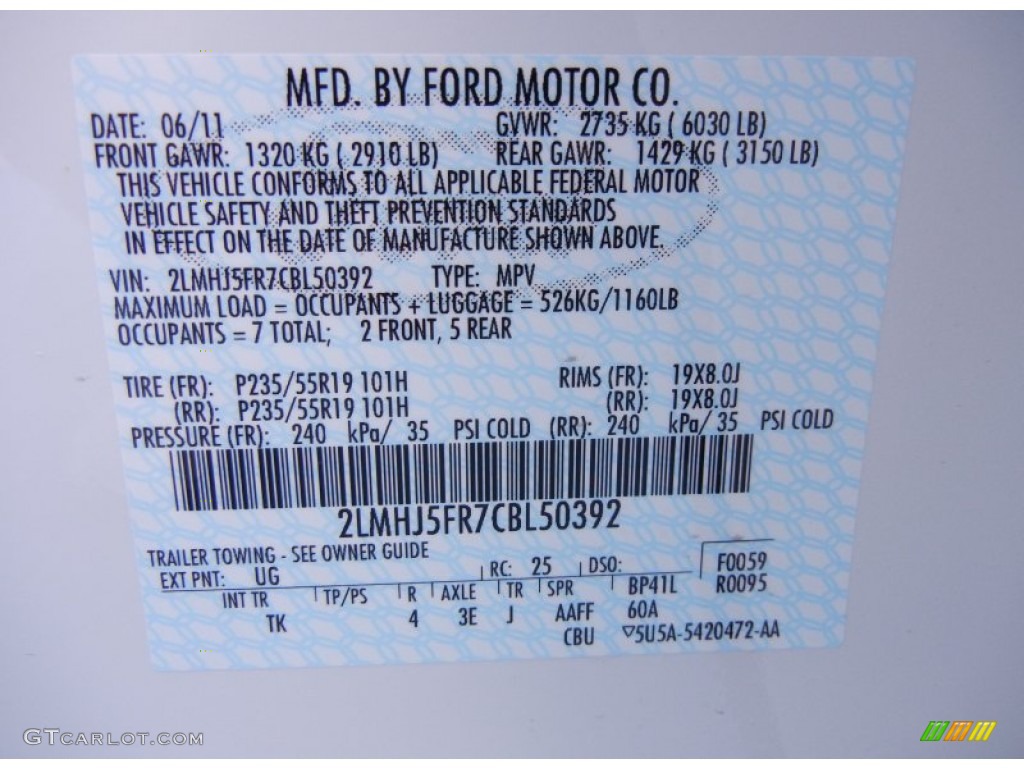 MFD. BY FORD MOTOR CO.
DATE: 06/11 GVWR: 2735 KG ( 6030 LB)
FRONT GAWR: 1320 KG ( 2910 LB) REAR GAWR: 1429 KG ( 3150 LB)
THIS VEHICLE CONFORMS TO ALL APPLICABLE FEDERAL MOTOR
VEHICLE SAFETY AND THEFT PREVENTION STANDARDS
IN EFFECT ON THE DATE OF MANUFACTURE SHOWN ABOVE.
VIN: 2LMHJ5FR7CBL50392 TYPE: MPV
MAXIMUM LOAD = OCCUPANTS + LUGGAGE = 526KG/1160LB
OCCUPANTS = 7 TOTAL; 2 FRONT, 5 REAR
TIRE (FR): P235/55R19 101H RIMS (FR): 19X8.0J
(RR): P235/55R19 101H (RR): 19X8.0J
PRESSURE (FR): 240 kPa/ 35 PSI COLD (RR): 240 kPa/ 35 PSI COLD
2LMHJ5FR7CBL50392
TRAILER TOWING - SEE OWNER GUIDE
EXT PNT: UG RC: 25 DSO: F0059
INT TR TP/PS R AXLE TR SPR BP41L R0095
TK 4 3E J AAFF 60A
CBU ▽5U5A-5420472-AA
GTCARLOT.COM